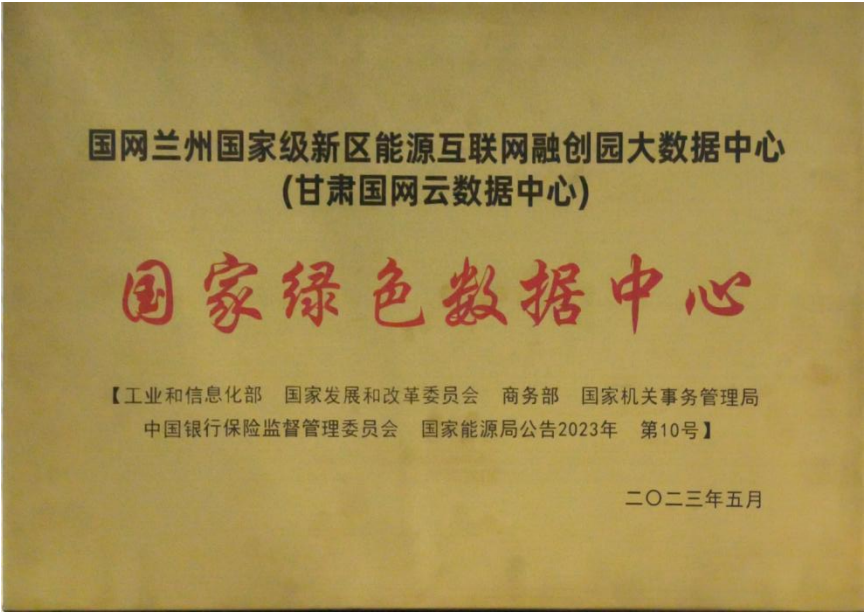 国网兰州国家级新区能源互联网融创园大数据中心
(甘肃国网云数据中心)
国家绿色数据中心
【工业和信息化部 国家发展和改革委员会 商务部 国家机关事务管理局
中国银行保险监督管理委员会 国家能源局公告2023年 第10号】
二〇二三年五月